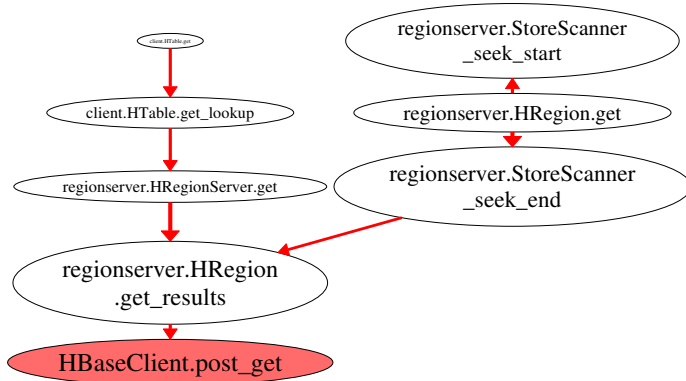 client.HTable.get
client.HTable.get_lookup
regionserver.HRegionServer.get
regionserver.HRegion
.get_results
HBaseClient.post_get
regionserver.StoreScanner
_seek_start
regionserver.HRegion.get
regionserver.StoreScanner
_seek_end